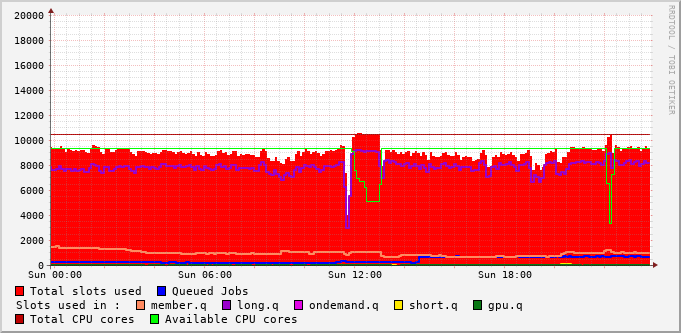 20000
18000
16000
14000
12000
10000
8000
6000
4000
2000
0
Sun 00:00 Sun 06:00 Sun 12:00 Sun 18:00
Total slots used Queued Jobs
Slots used in : member.q long.q ondemand.q short.q gpu.q
Total CPU cores Available CPU cores
RRDTOOL / TOBI OETIKER